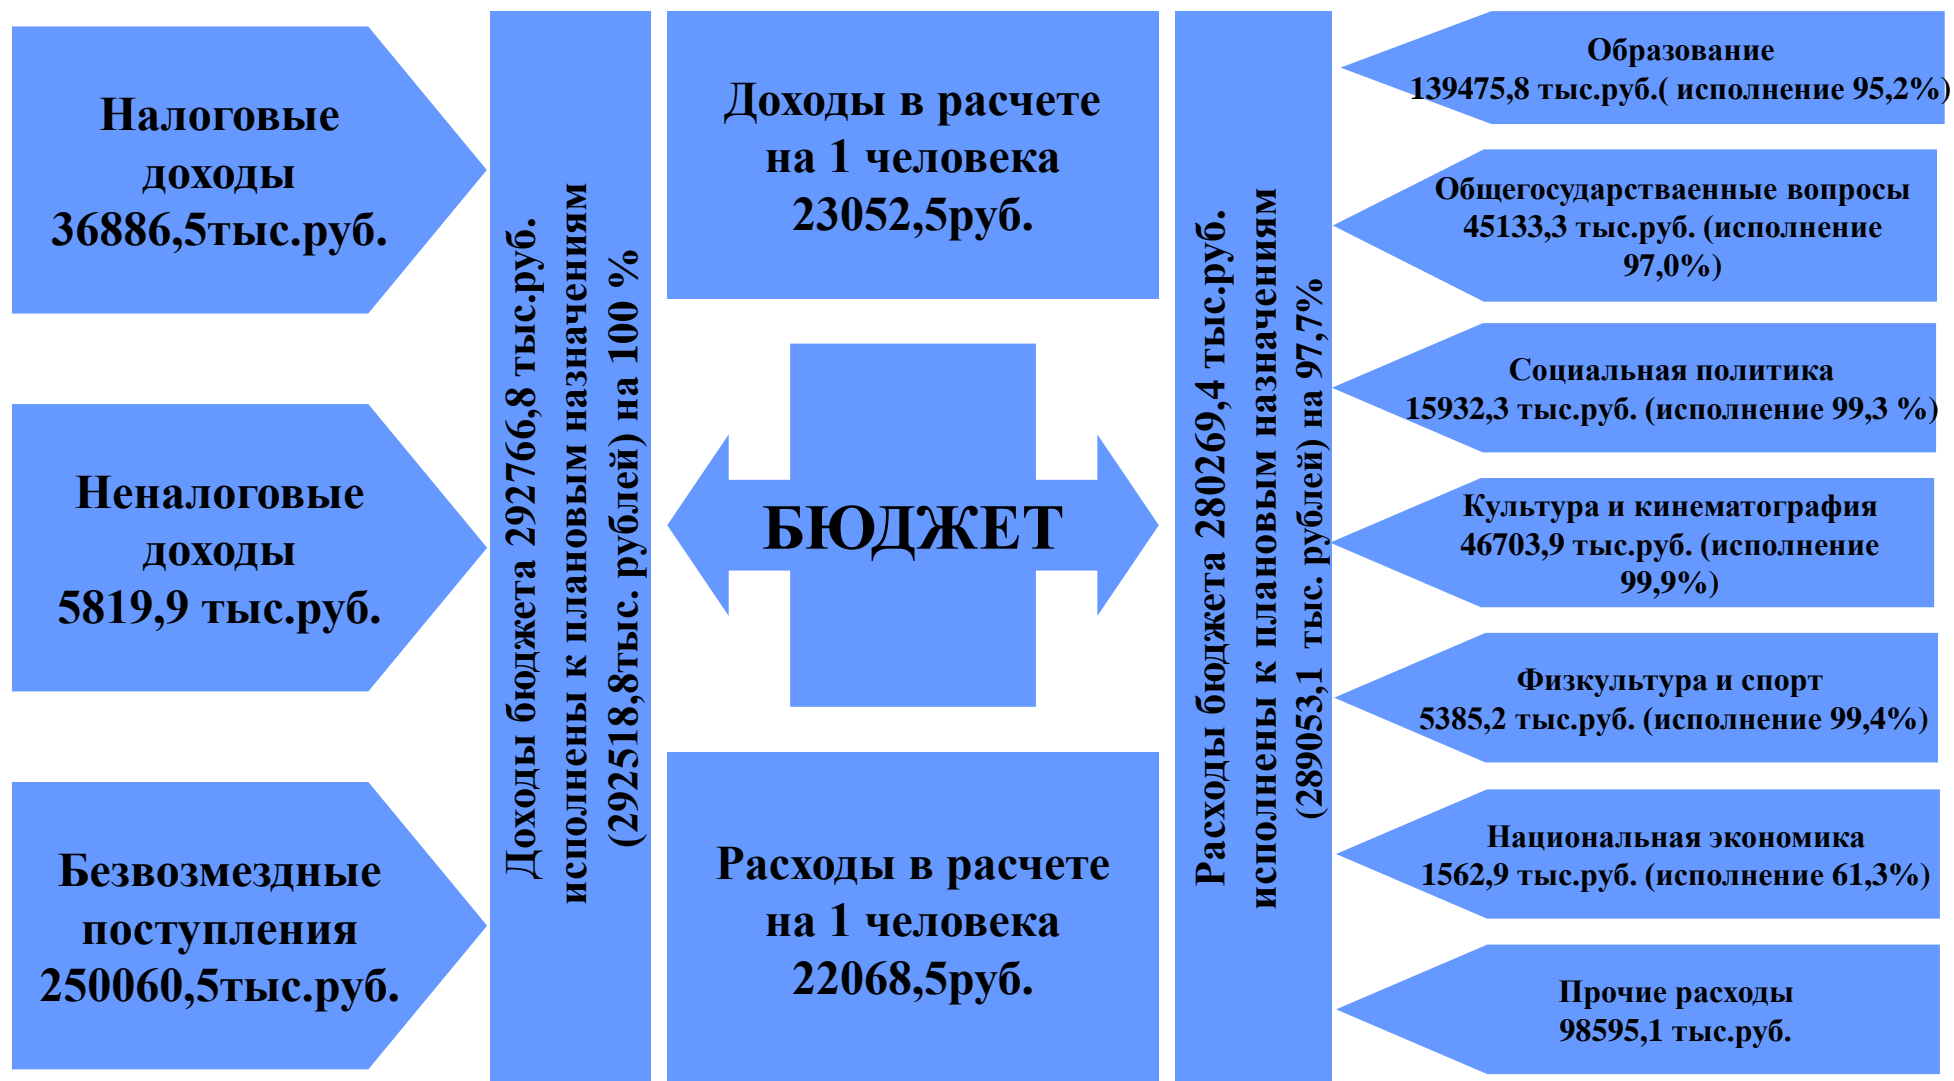 Налоговые
доходы
36886,5тыс.руб.
Неналоговые
доходы
5819,9 тыс.руб.
Безвозмездные
поступления
250060,5тыс.руб.
Доходы бюджета 292766,8 тыс.руб.
исполнены к плановым назначениям
(292518,8тыс. рублей) на 100 %
Доходы в расчете
на 1 человека
23052,5руб.
БЮДЖЕТ
Расходы в расчете
на 1 человека
22068,5руб.
Расходы бюджета 280269,4 тыс.руб.
исполнены к плановым назначениям
(289053,1 тыс. рублей) на 97,7%
Образование
139475,8 тыс.руб.( исполнение 95,2%)
Общегосударстваенные вопросы
45133,3 тыс.руб. (исполнение
97,0%)
Социальная политика
15932,3 тыс.руб. (исполнение 99,3 %)
Культура и кинематография
46703,9 тыс.руб. (исполнение
99,9%)
Физкультура и спорт
5385,2 тыс.руб. (исполнение 99,4%)
Национальная экономика
1562,9 тыс.руб. (исполнение 61,3%)
Прочие расходы
98595,1 тыс.руб.